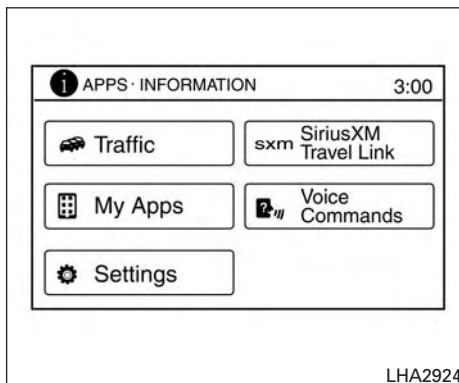 i APPS · INFORMATION 3:00
Traffic
sxm SiriusXM
Travel Link
My Apps
? Voice
Commands
Settings
LHA2924